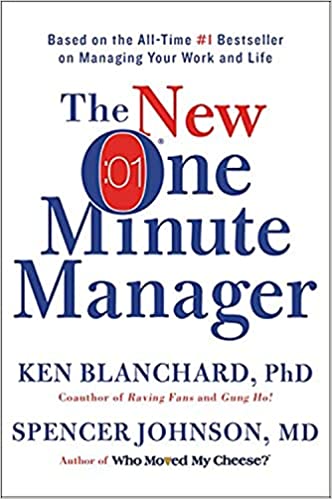 Based on the All-Time #1 Bestseller
on Managing Your Work and Life
The New
:01
One®
Minute
Manager
KEN BLANCHARD, PhD
Coauthor of Raving Fans and Gung Ho!
SPENCER JOHNSON, MD
Author of Who Moved My Cheese?®